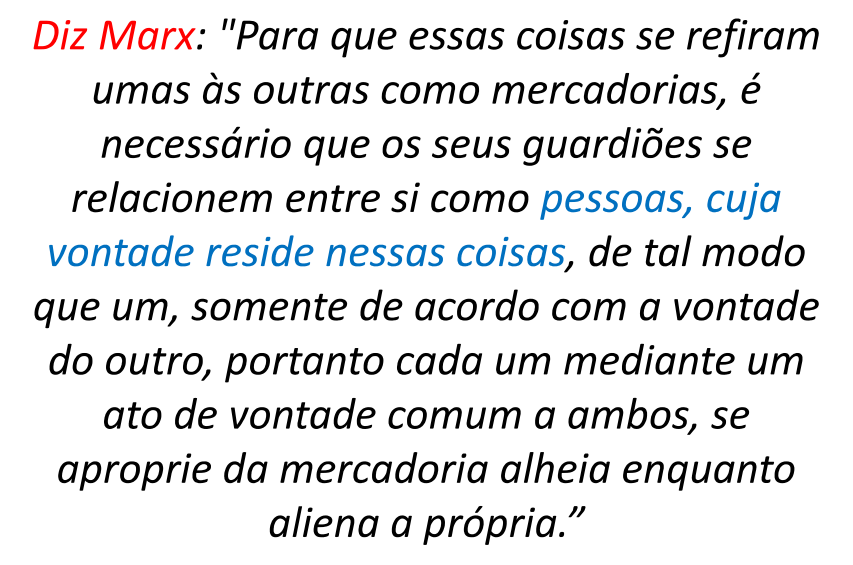 Diz Marx: "Para que essas coisas se refiram
umas às outras como mercadorias, é
necessário que os seus guardiões se
relacionem entre si como pessoas, cuja
vontade reside nessas coisas, de tal modo
que um, somente de acordo com a vontade
do outro, portanto cada um mediante um
ato de vontade comum a ambos, se
aproprie da mercadoria alheia enquanto
aliena a própria.”